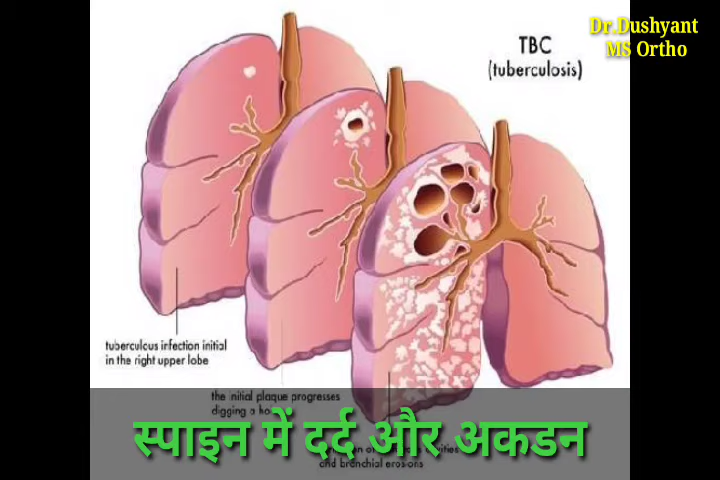 Dr.Dushyant
MS Ortho
TBC
(tuberculosis)
tuberculous infection initial
in the right upper lobe
the initial plaque progresses
digging a
स्पाइन में दर्द और अकडन
and bronchial erosions